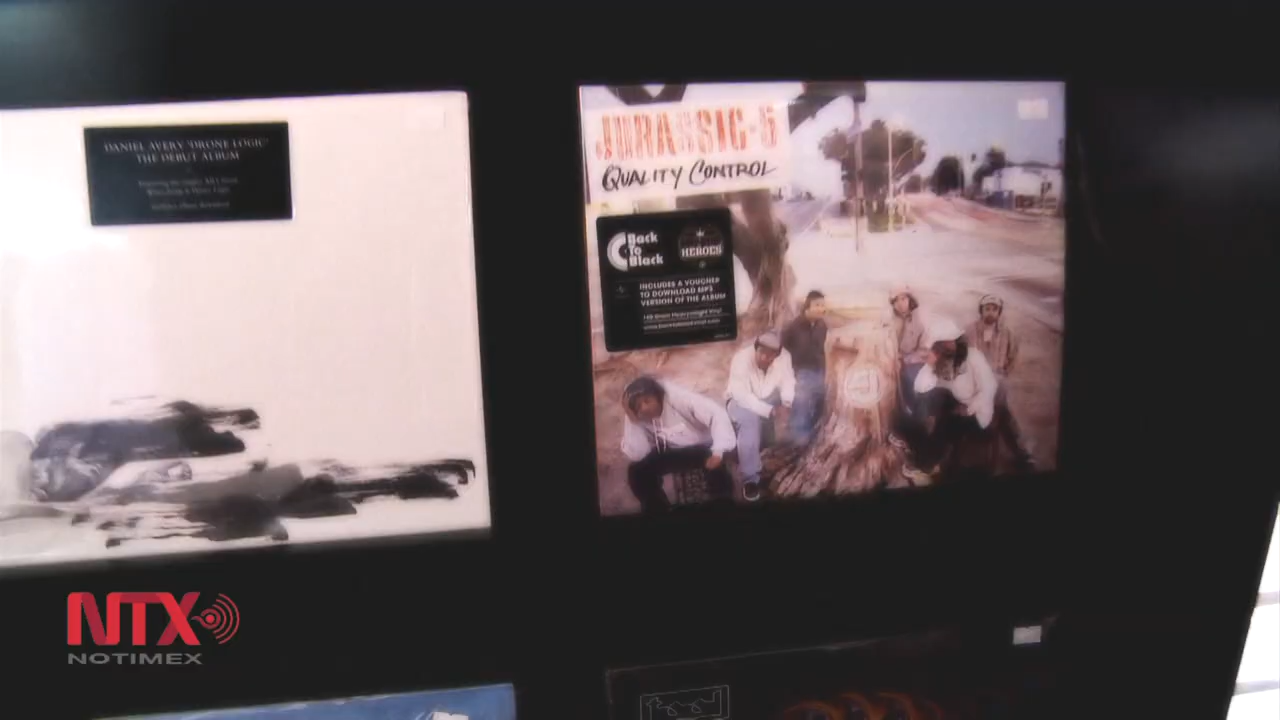 DANIEL AVERY 'DRONE LOGIC'
THE DEBUT ALBUM
JURASSIC-5
QUALITY CONTROL
Back
To
Black
HEROES
INCLUDES A VOUCHER
TO DOWNLOAD MP3
VERSION OF THE ALBUM
NTX
NOTIMEX